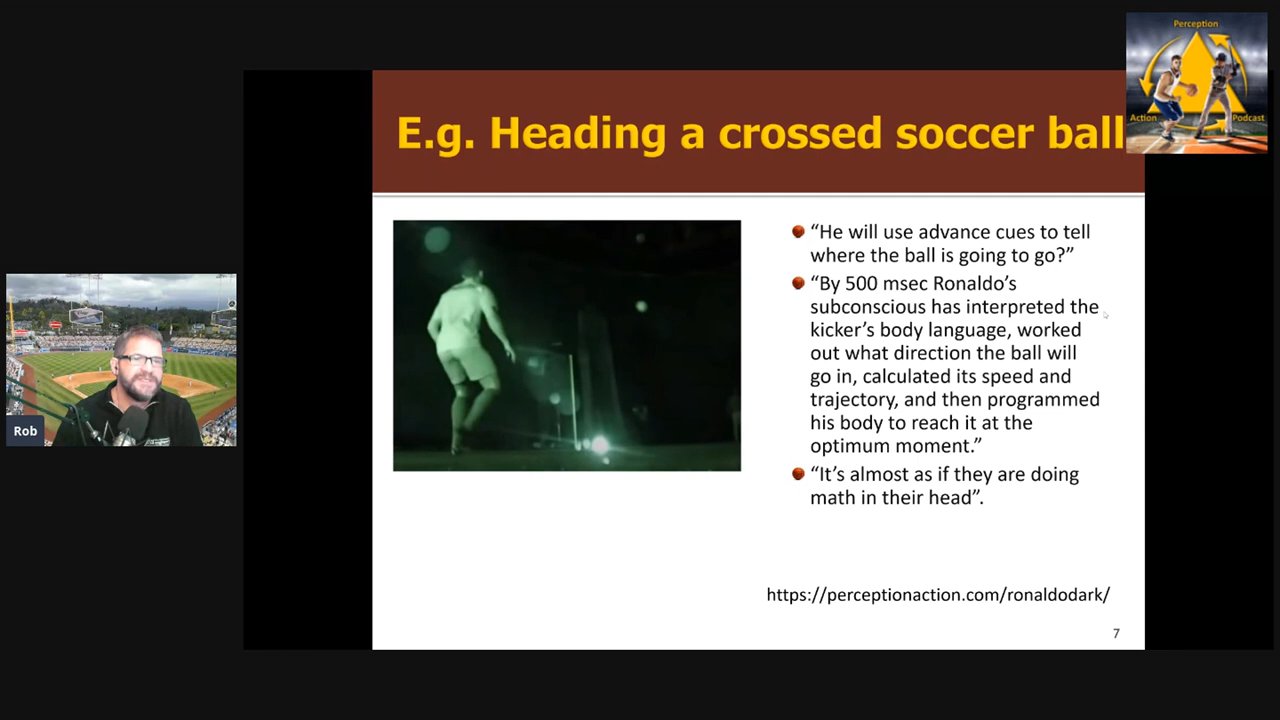 Perception
Action
Podcast
E.g. Heading a crossed soccer ball
“He will use advance cues to tell
where the ball is going to go?”
“By 500 msec Ronaldo’s
subconscious has interpreted the
kicker’s body language, worked
out what direction the ball will
go in, calculated its speed and
trajectory, and then programmed
his body to reach it at the
optimum moment.”
“It’s almost as if they are doing
math in their head”.
https://perceptionaction.com/ronaldodark/
7
Rob